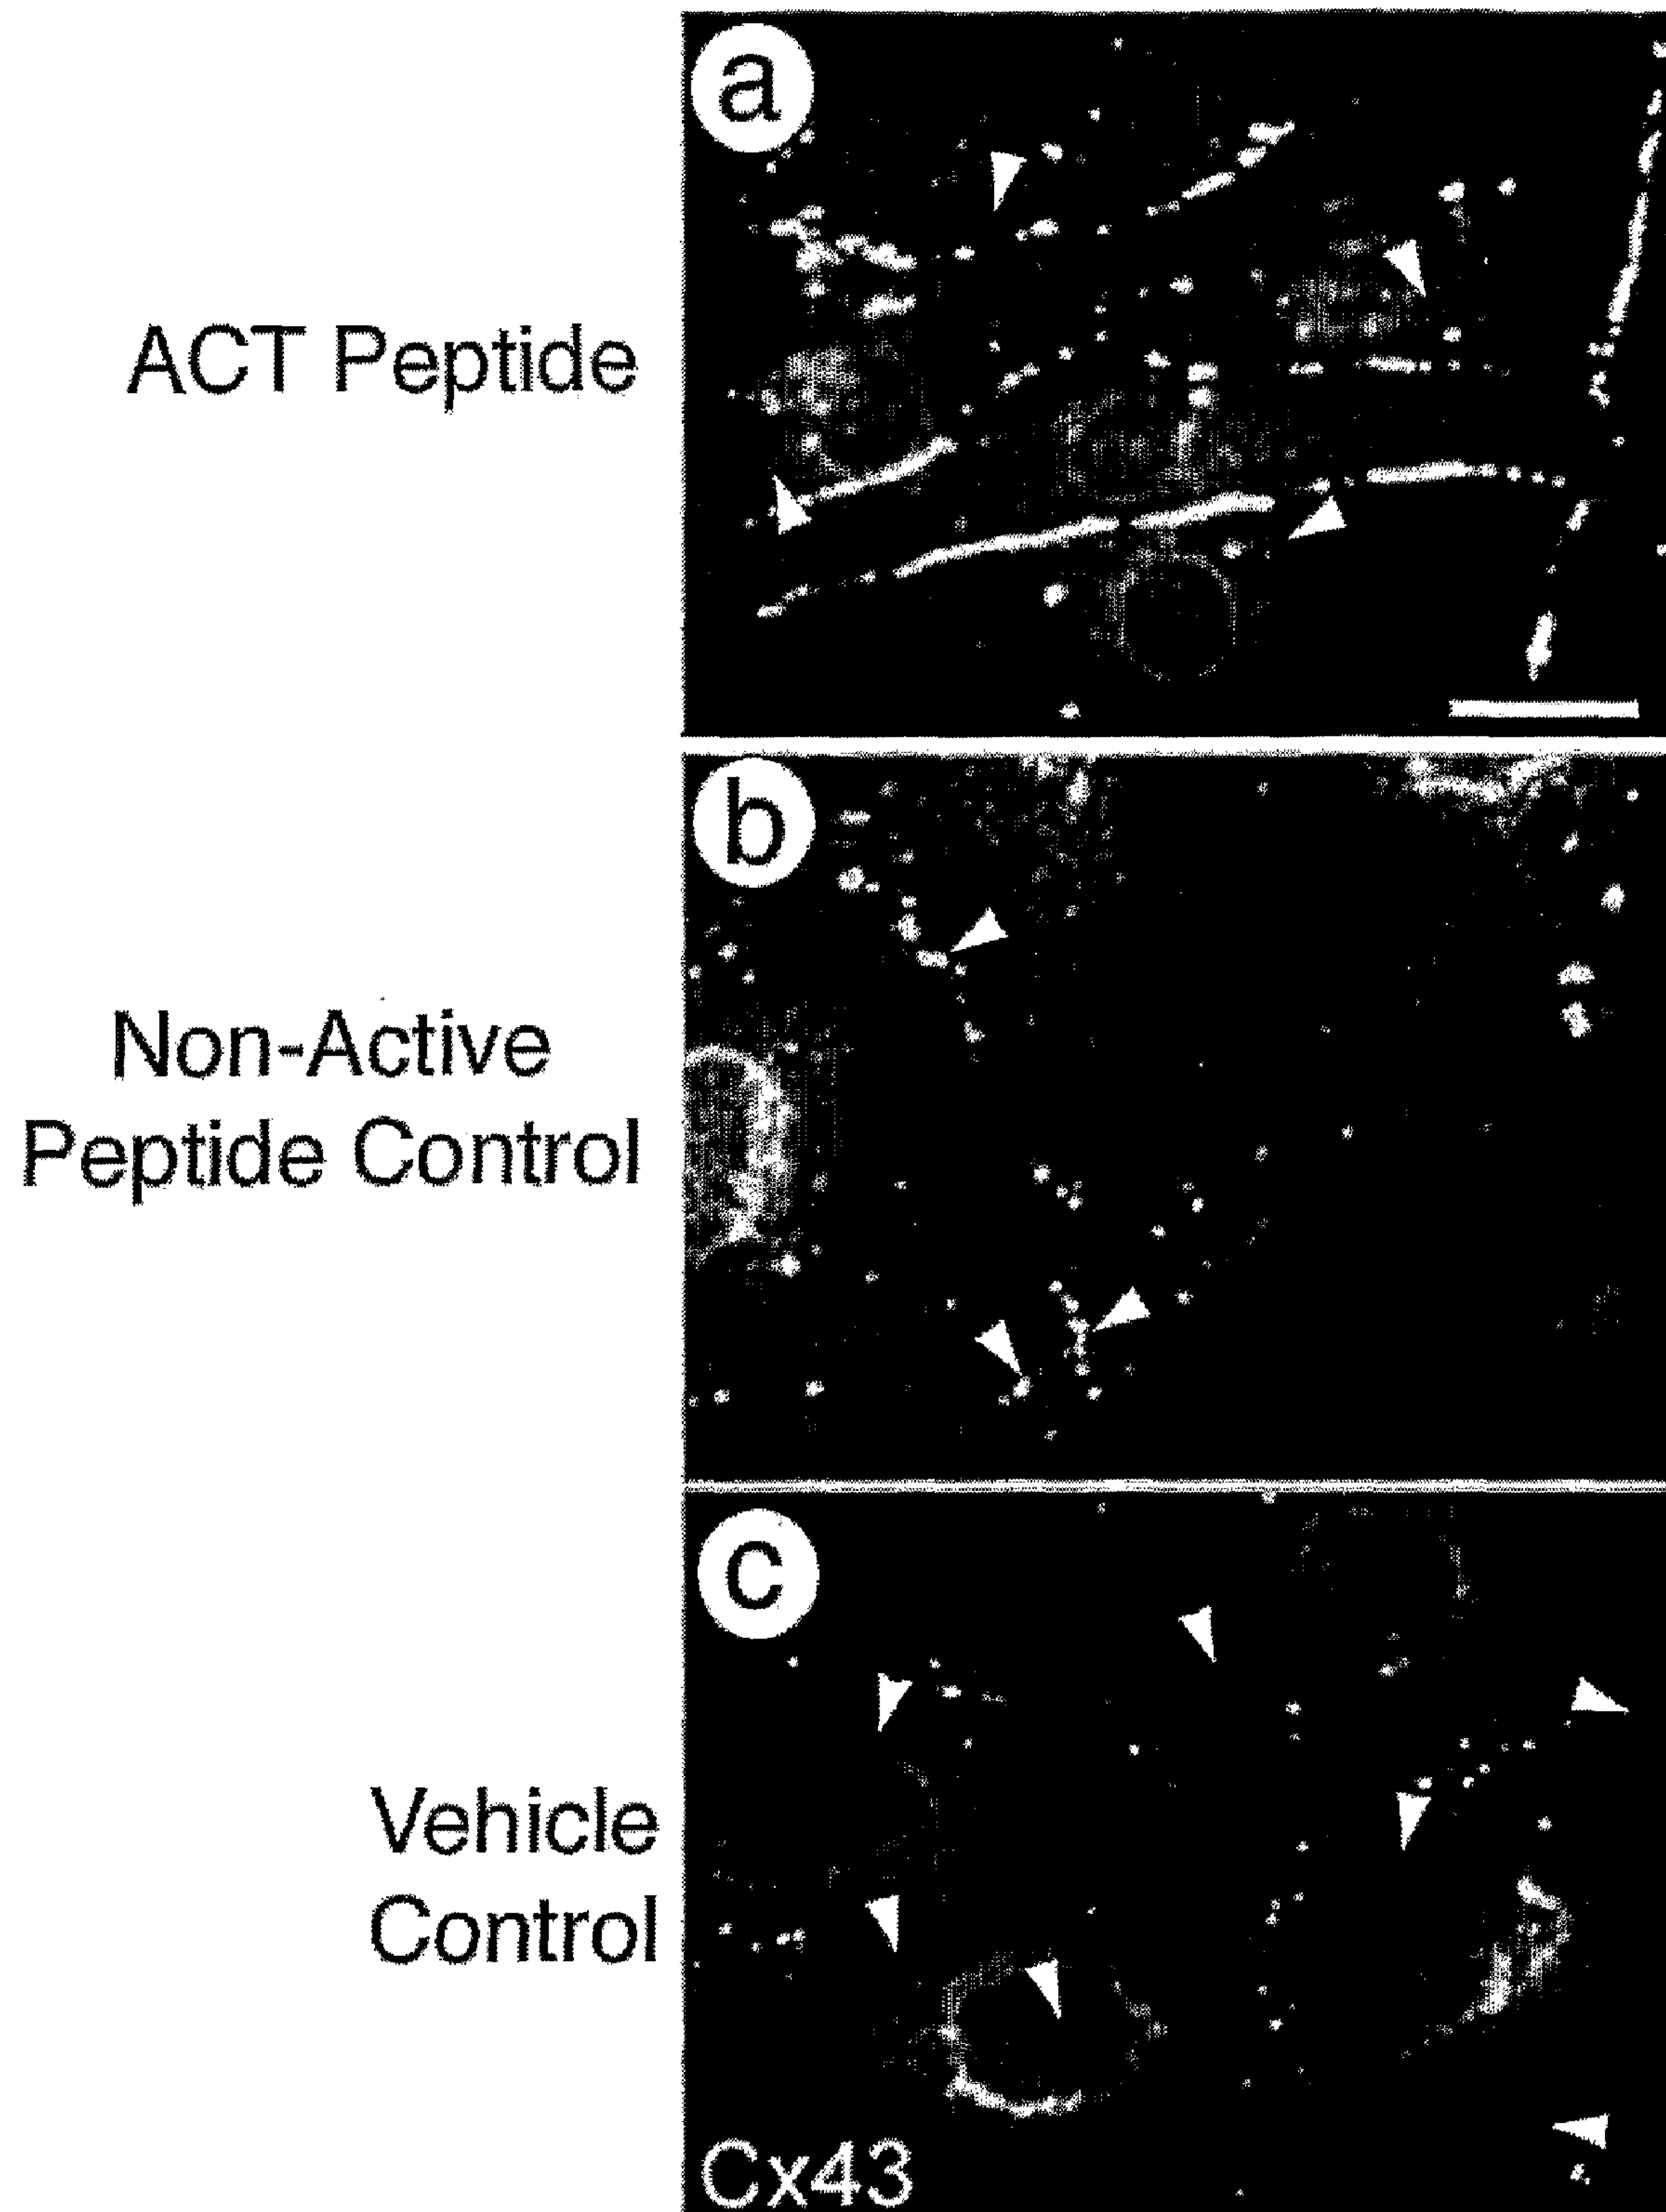 a
ACT Peptide
b
Non-Active
Peptide Control
c
Vehicle
Control
Cx43